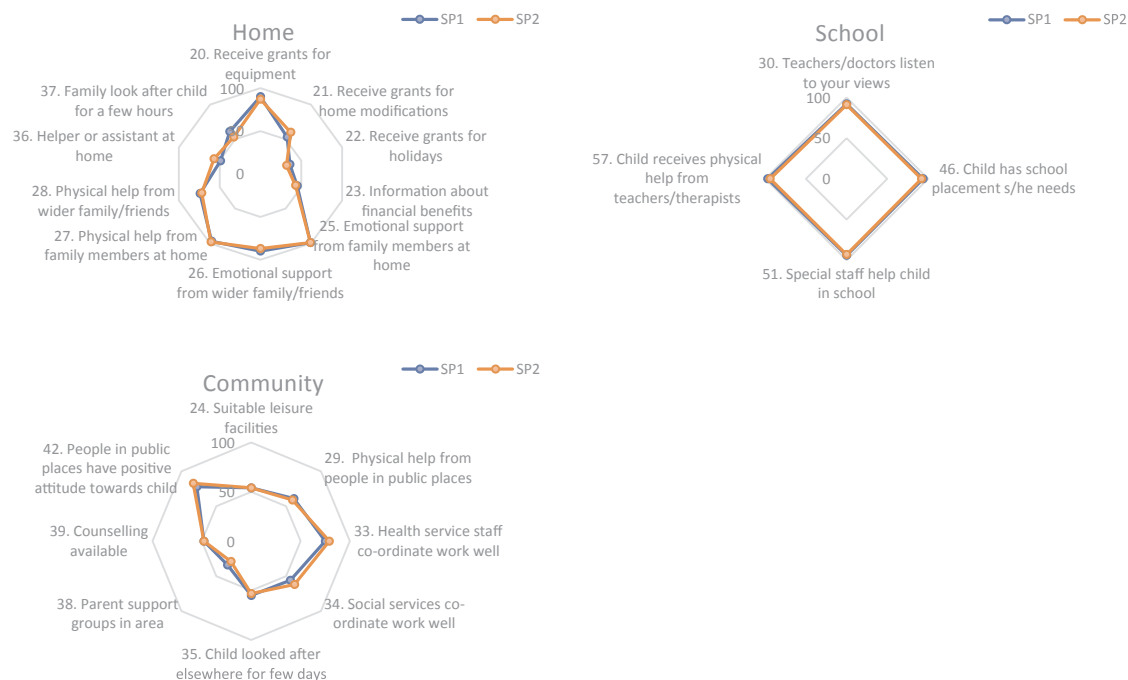 SP1 SP2
Home
20. Receive grants for
equipment
100
37. Family look after child
for a few hours
21. Receive grants for
home modifications
36. Helper or assistant at
home
22. Receive grants for
holidays
0
28. Physical help from
wider family/friends
23. Information about
financial benefits
27. Physical help from
family members at home
25. Emotional support
from family members at
home
26. Emotional support
from wider family/friends
SP1 SP2
School
30. Teachers/doctors listen
to your views
100
50
0
57. Child receives physical
help from
teachers/therapists
46. Child has school
placement s/he needs
51. Special staff help child
in school
SP1 SP2
Community
24. Suitable leisure
facilities
100
50
0
42. People in public
places have positive
attitude towards child
29. Physical help from
people in public places
39. Counselling
available
33. Health service staff
co-ordinate work well
38. Parent support
groups in area
34. Social services co-
ordinate work well
35. Child looked after
elsewhere for few days